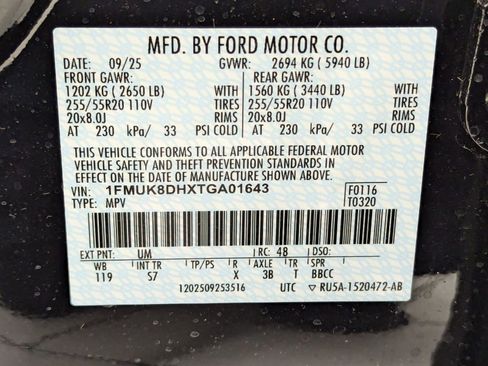 MFD. BY FORD MOTOR CO.
DATE: 09/25 GVWR: 2694 KG ( 5940 LB)
FRONT GAWR: REAR GAWR:
1202 KG ( 2650 LB) 1560 KG ( 3440 LB)
255/55R20 110V TIRES 255/55R20 110V TIRES
20x8.0J RIMS 20x8.0J RIMS
AT 230 kPa/ 33 PSI COLD AT 230 kPa/ 33 PSI COLD
THIS VEHICLE CONFORMS TO ALL APPLICABLE FEDERAL MOTOR
VEHICLE SAFETY AND THEFT PREVENTION STANDARDS IN
EFFECT ON THE DATE OF MANUFACTURE SHOWN ABOVE.
VIN: 1FMUK8DHXTGA01643 F0116
TYPE: MPV T0320
EXT PNT: UM RC: 48 DSO:
WB INT TR TP/PS R AXLE TR SPR
119 S7 X 3B T BBCC
1202509253516 UTC ▽ RU5A-1520472-AB